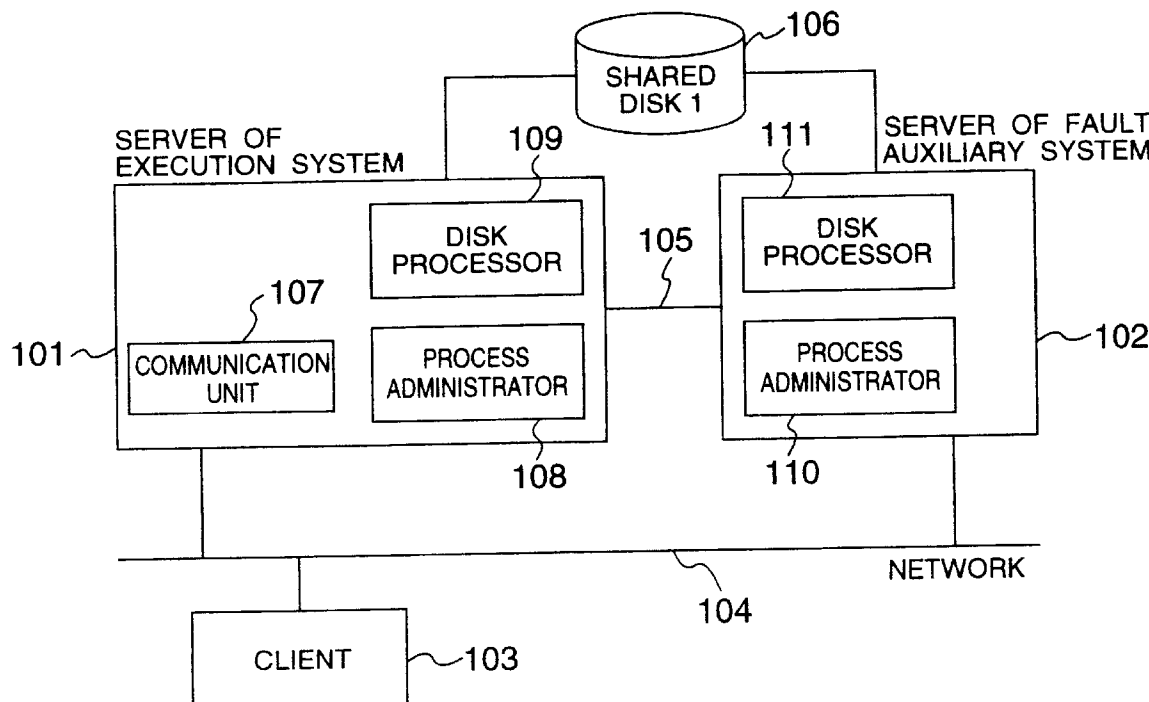 106
SHARED
DISK 1
SERVER OF
EXECUTION SYSTEM
109
111
SERVER OF FAULT
AUXILIARY SYSTEM
DISK
PROCESSOR
105
DISK
PROCESSOR
107
101
COMMUNICATION
UNIT
PROCESS
ADMINISTRATOR
PROCESS
ADMINISTRATOR
102
108
110
NETWORK
104
CLIENT
103